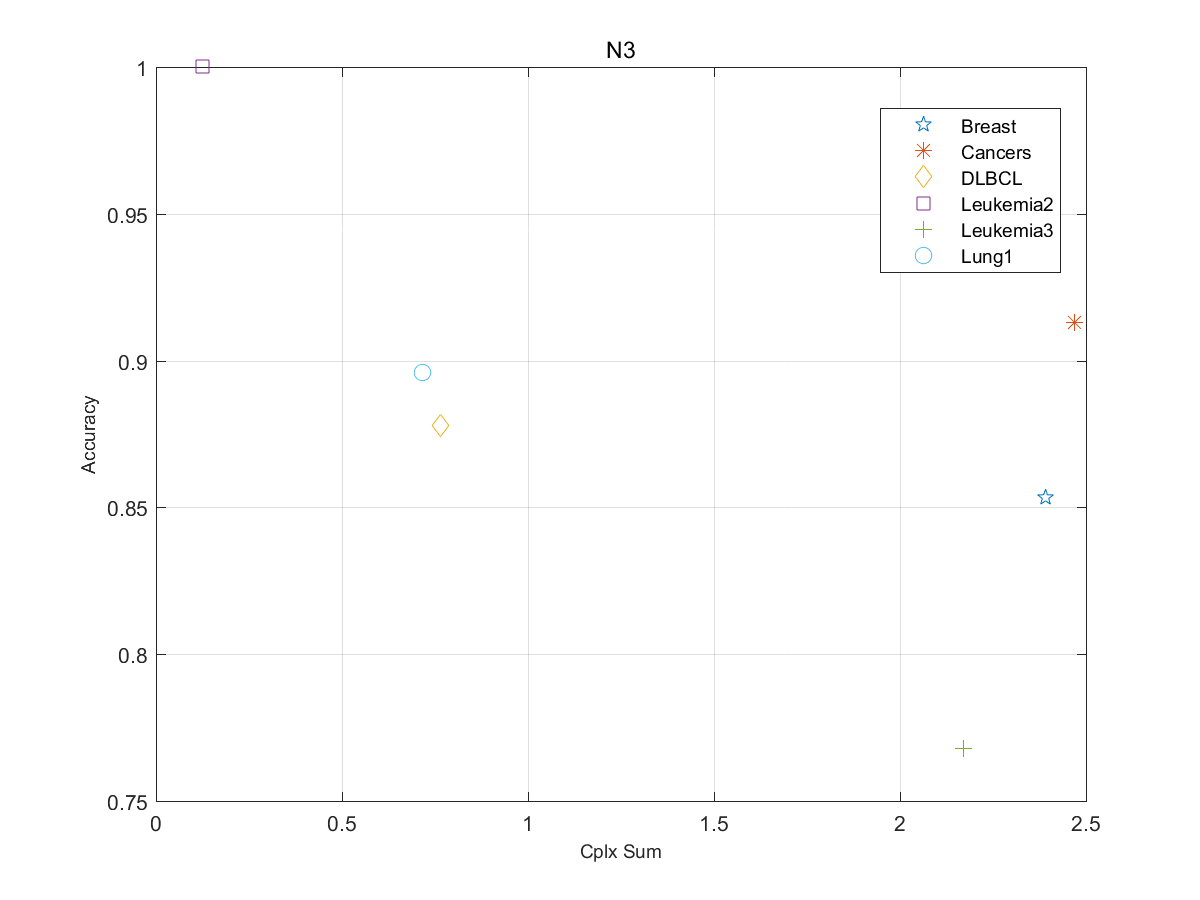 N3
1
0.95
0.9
0.85
0.8
0.75
Accuracy
Breast
Cancers
DLBCL
Leukemia2
Leukemia3
Lung1
0 0.5 1 1.5 2 2.5
Cplx Sum